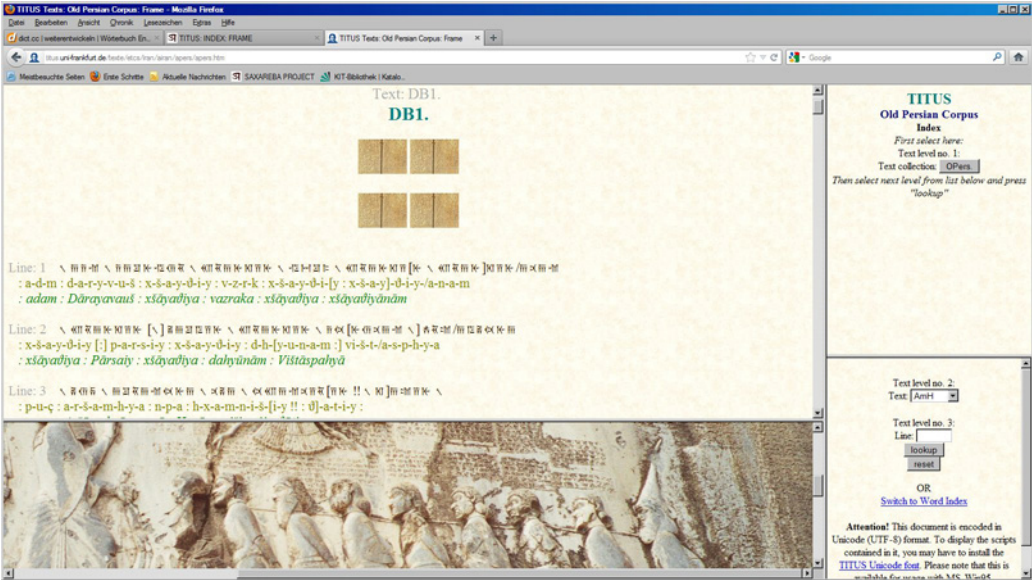 TITUS Texts: Old Persian Corpus: Frame - Mozilla Firefox
Datei Bearbeiten Ansicht Chronik Lesezeichen Extras Hilfe
dict.cc | weiterentwickeln | Wörterbuch En... × TITUS: INDEX: FRAME × TITUS Texts: Old Persian Corpus: Frame × +
titus.uni-frankfurt.de/texte/etcs/iran/airan/apers/apers.htm Google
Meistbesuchte Seiten Erste Schritte Aktuelle Nachrichten SAXAREBA PROJECT KIT-Bibliothek | Katalo...
Text: DB1.
DB1.
Line: 1
: a-d-m : d-a-r-y-v-u-š : x-š-a-y-ϑ-i-y : v-z-r-k : x-š-a-y-ϑ-i-[y : x-š-a-y]-ϑ-i-y-/a-n-a-m
: adam : Dārayavauš : xšāyaϑiya : vazraka : xšāyaϑiya : xšāyaϑiyānām
Line: 2
: x-š-a-y-ϑ-i-y [:] p-a-r-s-i-y : x-š-a-y-ϑ-i-y : d-h-[y-u-n-a-m :] vi-š-t-/a-s-p-h-y-a
: xšāyaϑiya : Pārsaiy : xšāyaϑiya : dahyūnām : Vištāspahyā
Line: 3
: p-u-ç : a-r-š-a-m-h-y-a : n-p-a : h-x-a-m-n-i-š-[i-y !! : ϑ]-a-t-i-y :
TITUS
Old Persian Corpus
Index
First select here:
Text level no. 1:
Text collection: OPers.
Then select next level from list below and press
"lookup"
Text level no. 2:
Text: AmH
Text level no. 3:
Line:
lookup
reset
OR
Switch to Word Index
Attention! This document is encoded in
Unicode (UTF-8) format. To display the scripts
contained in it, you may have to install the
TITUS Unicode font. Please note that this is
available for usage with MS-Win95